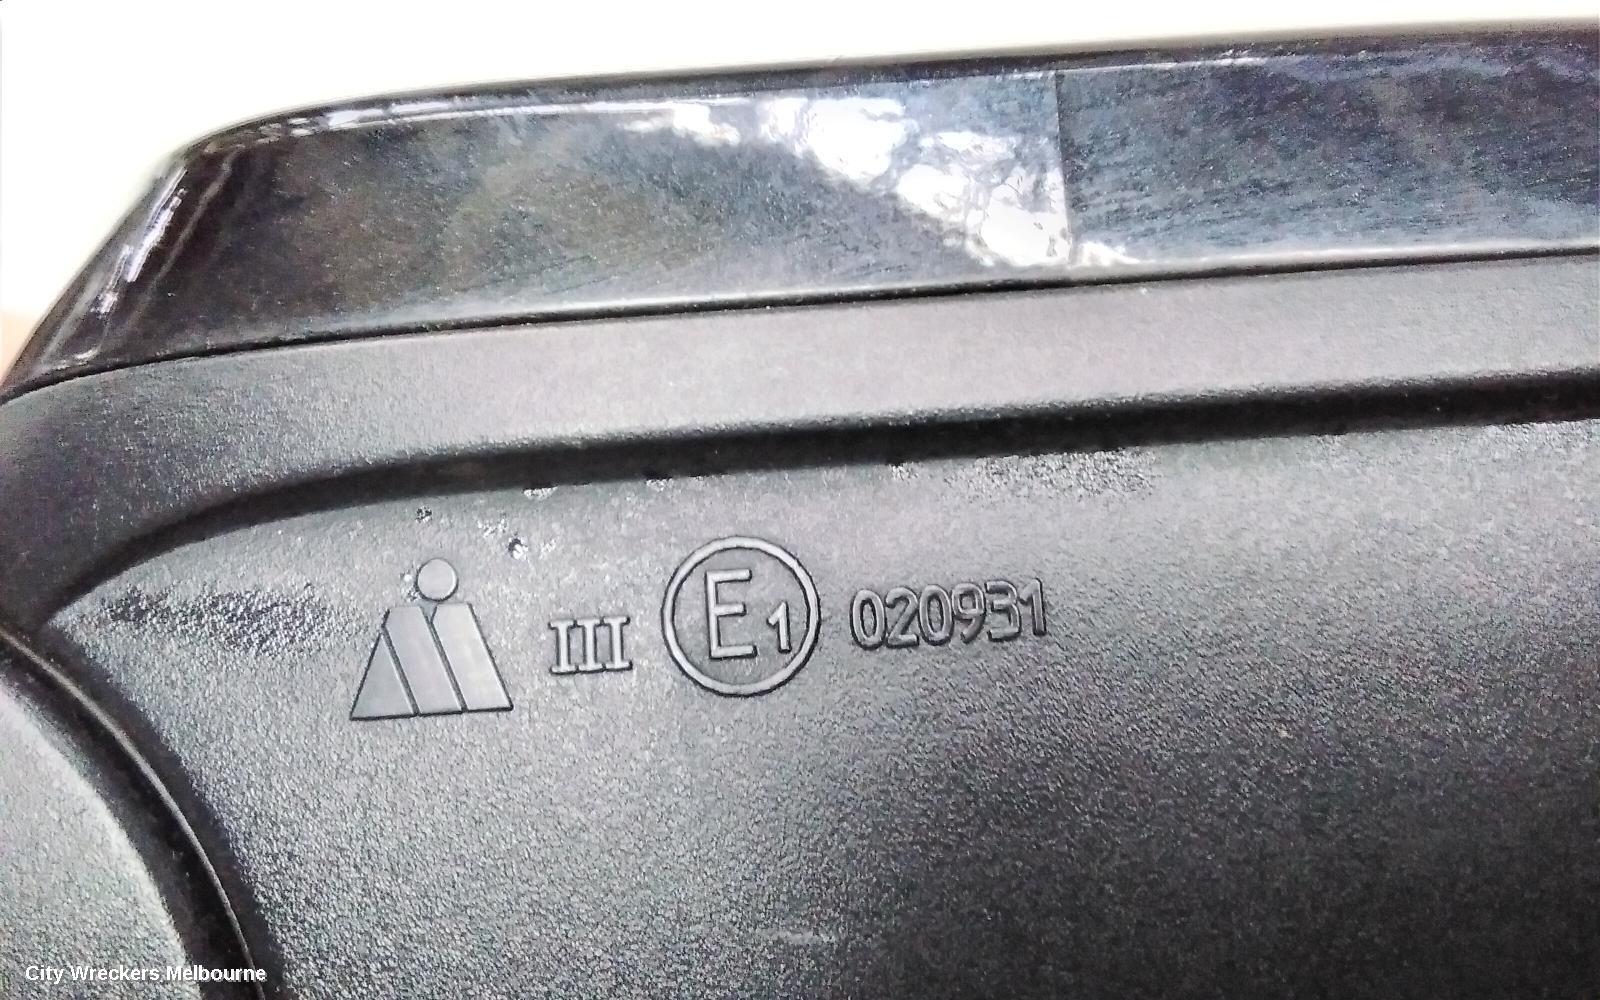 III E1 020931
City Wreckers Melbourne